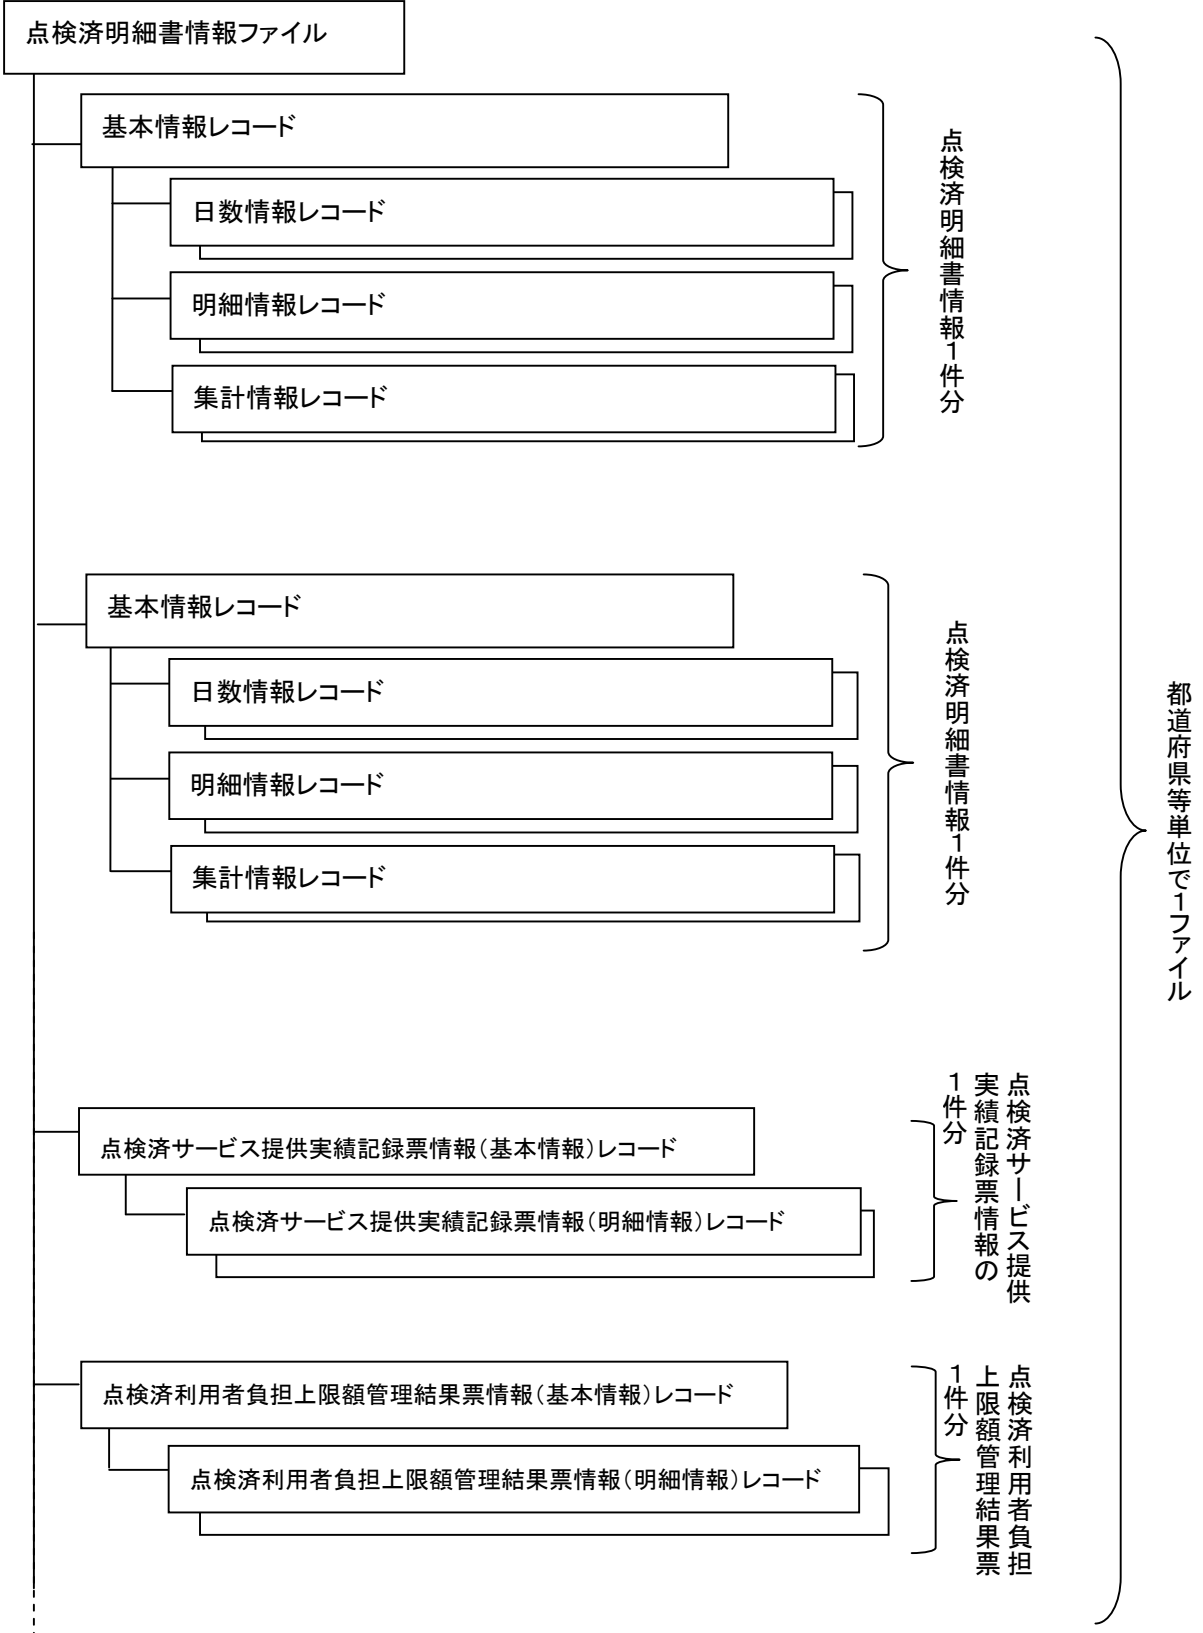 点検済明細書情報ファイル
基本情報レコード
日数情報レコード
明細情報レコード
集計情報レコード
点検済明細書情報1件分
基本情報レコード
日数情報レコード
明細情報レコード
集計情報レコード
点検済明細書情報1件分
点検済サービス提供実績記録票情報(基本情報)レコード
点検済サービス提供実績記録票情報(明細情報)レコード
点検済サービス提供
実績記録票情報の
1件分
点検済利用者負担上限額管理結果票情報(基本情報)レコード
点検済利用者負担上限額管理結果票情報(明細情報)レコード
点検済利用者負担
上限額管理結果票
1件分
都道府県等単位で1ファイル